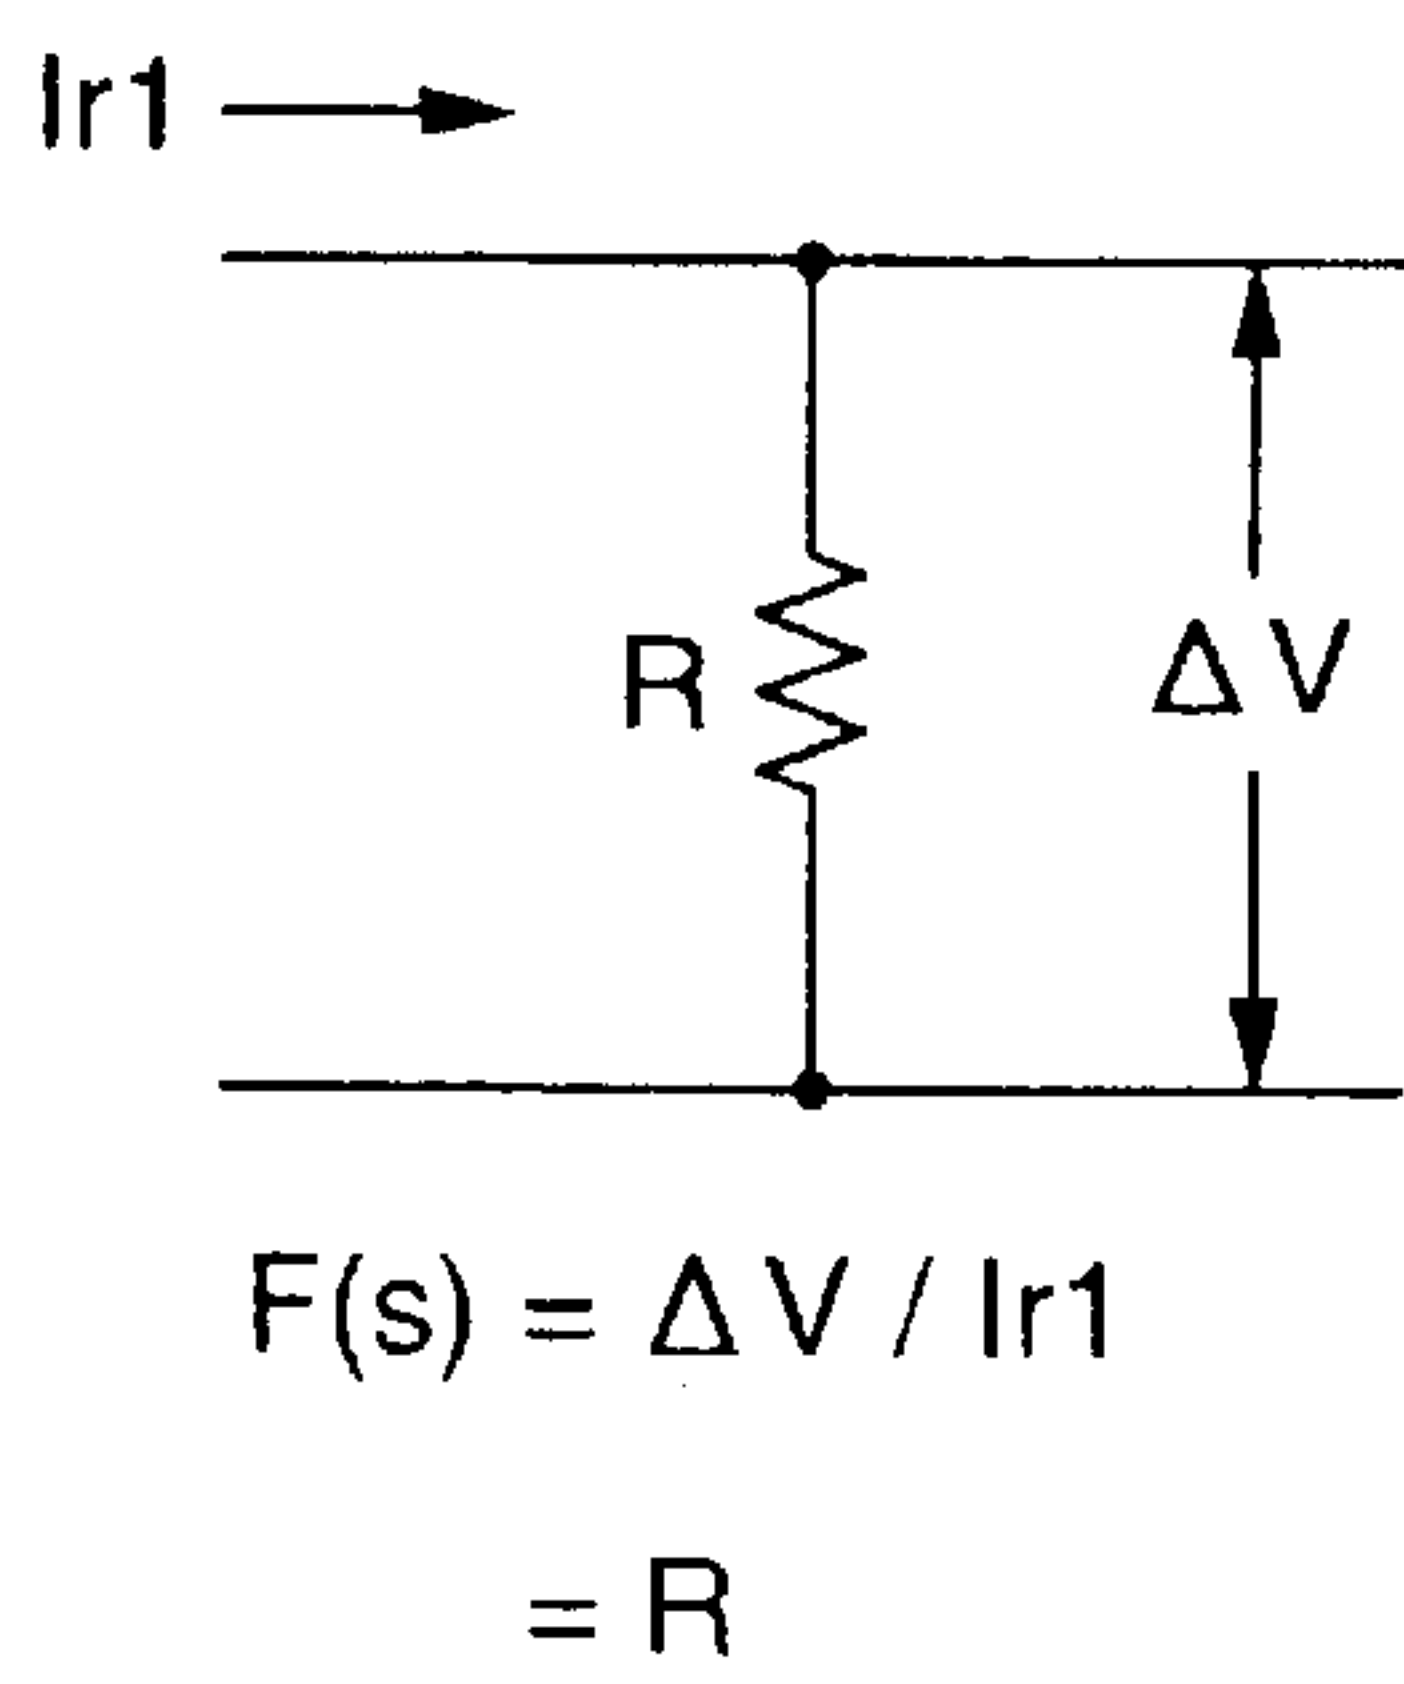 Ir1
R
ΔV
F(s) = ΔV / Ir1
= R